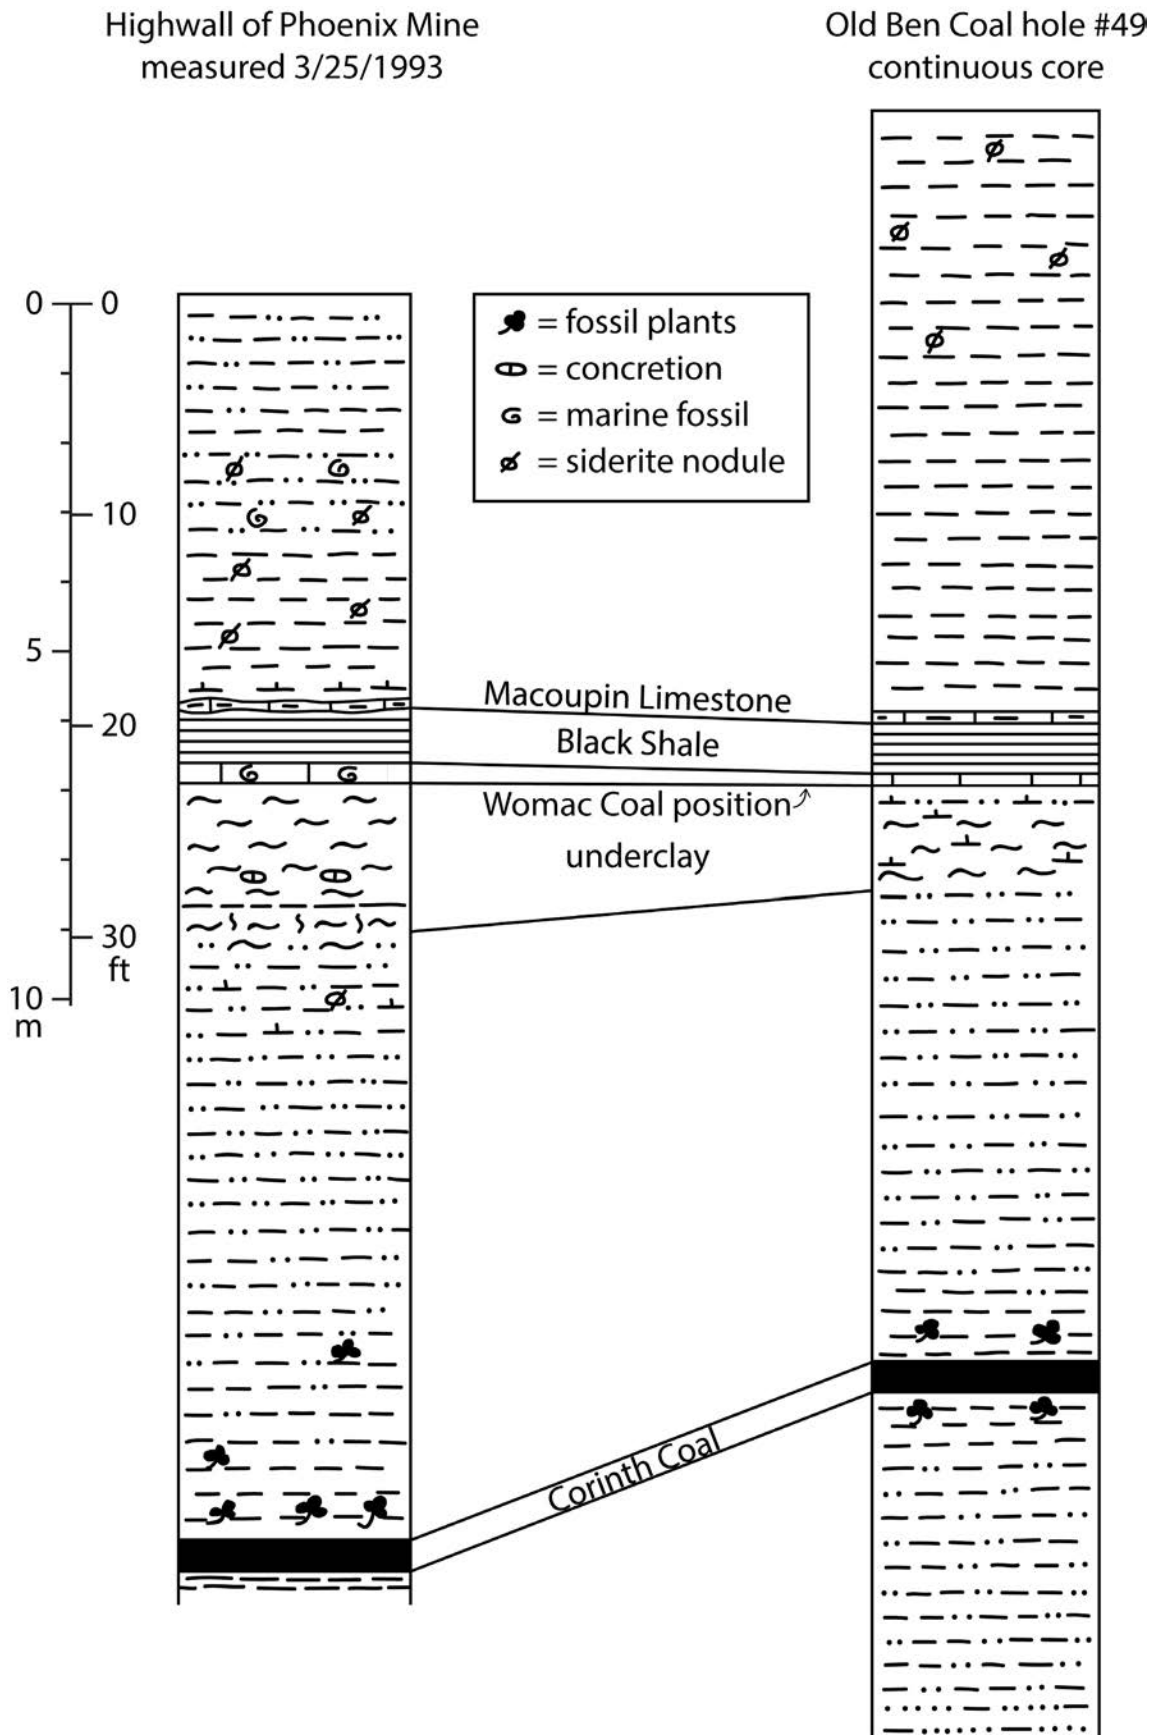 Highwall of Phoenix Mine
measured 3/25/1993
Old Ben Coal hole #49
continuous core
0
0
10
5
20
30
ft
10
m
= fossil plants
= concretion
= marine fossil
= siderite nodule
Macoupin Limestone
Black Shale
Womac Coal position
underclay
Corinth Coal